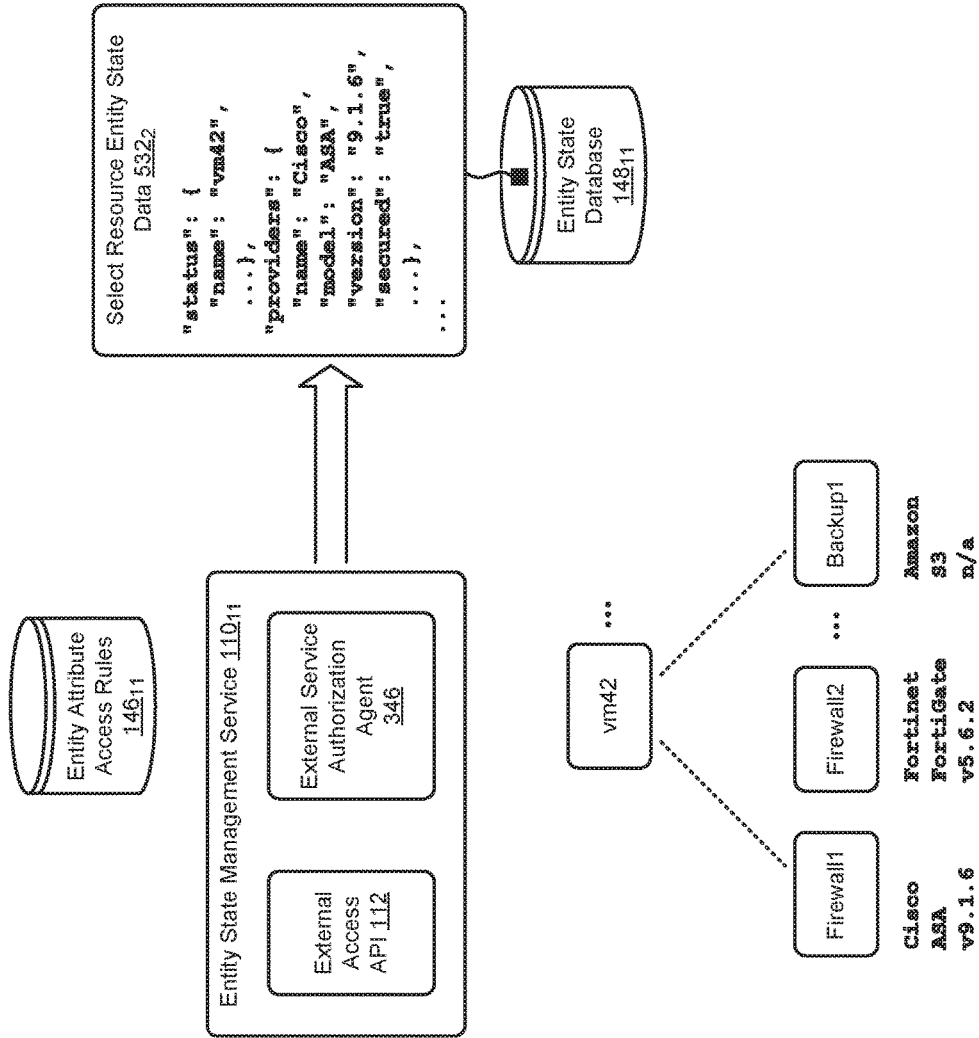 Entity Attribute
Access Rules
146₁₁
Entity State Management Service 110₁₁
External
Access
API 112
External Service
Authorization
Agent
346
Select Resource Entity State
Data 532₂
"status": {
"name": "vm42",
...},
"providers": {
"name": "Cisco",
"model": "ASA",
"version": "9.1.6",
"secured": "true",
...},
...
Entity State
Database
148₁₁
vm42
...
Firewall1
Cisco
ASA
v9.1.6
Firewall2
Fortinet
FortiGate
v5.6.2
...
Backup1
Amazon
S3
n/a